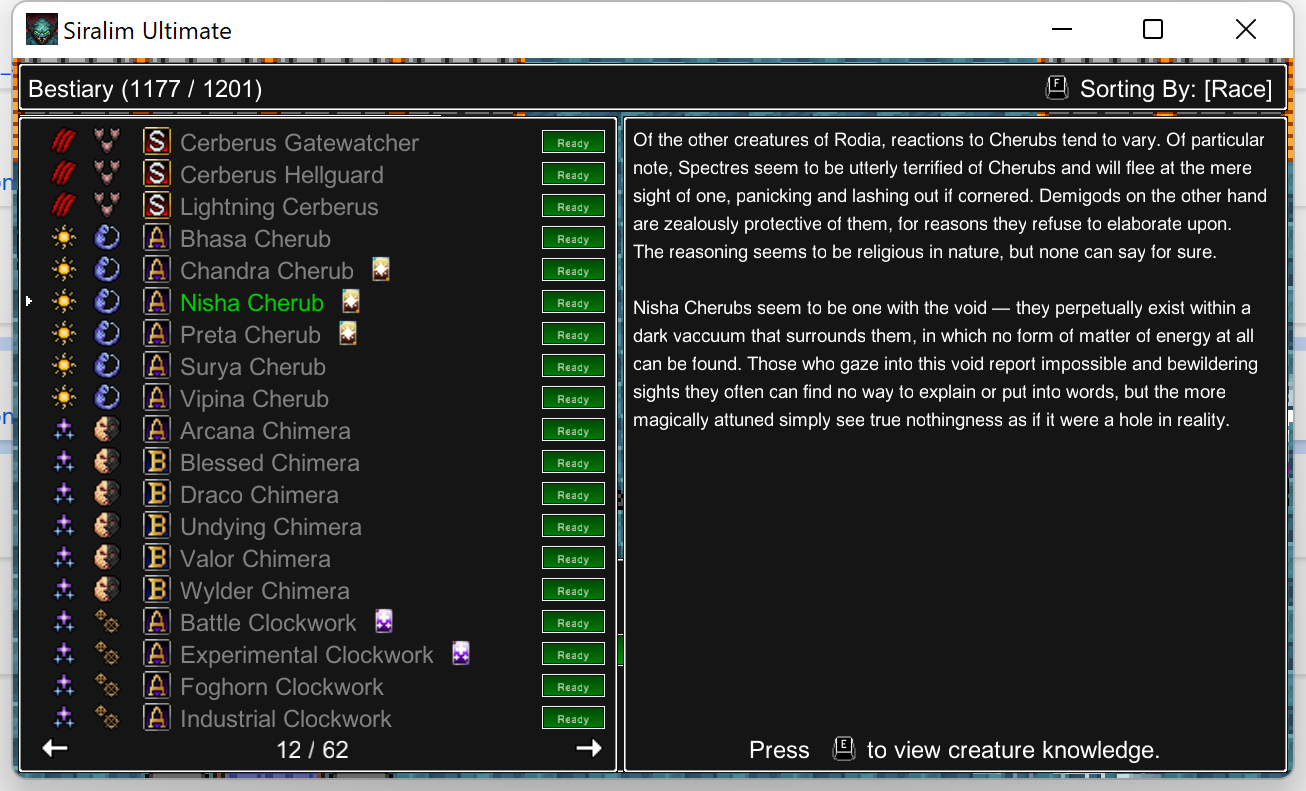 Siralim Ultimate
Bestiary (1177 / 1201)
F Sorting By: [Race]
S Cerberus Gatewatcher Ready
S Cerberus Hellguard Ready
S Lightning Cerberus Ready
A Bhasa Cherub Ready
A Chandra Cherub Ready
A Nisha Cherub Ready
A Preta Cherub Ready
A Surya Cherub Ready
A Vipina Cherub Ready
A Arcana Chimera Ready
B Blessed Chimera Ready
B Draco Chimera Ready
B Undying Chimera Ready
B Valor Chimera Ready
B Wylder Chimera Ready
A Battle Clockwork Ready
A Experimental Clockwork Ready
A Foghorn Clockwork Ready
A Industrial Clockwork Ready
12 / 62
Of the other creatures of Rodia, reactions to Cherubs tend to vary. Of particular
note, Spectres seem to be utterly terrified of Cherubs and will flee at the mere
sight of one, panicking and lashing out if cornered. Demigods on the other hand
are zealously protective of them, for reasons they refuse to elaborate upon.
The reasoning seems to be religious in nature, but none can say for sure.
Nisha Cherubs seem to be one with the void — they perpetually exist within a
dark vaccuum that surrounds them, in which no form of matter of energy at all
can be found. Those who gaze into this void report impossible and bewildering
sights they often can find no way to explain or put into words, but the more
magically attuned simply see true nothingness as if it were a hole in reality.
Press E to view creature knowledge.